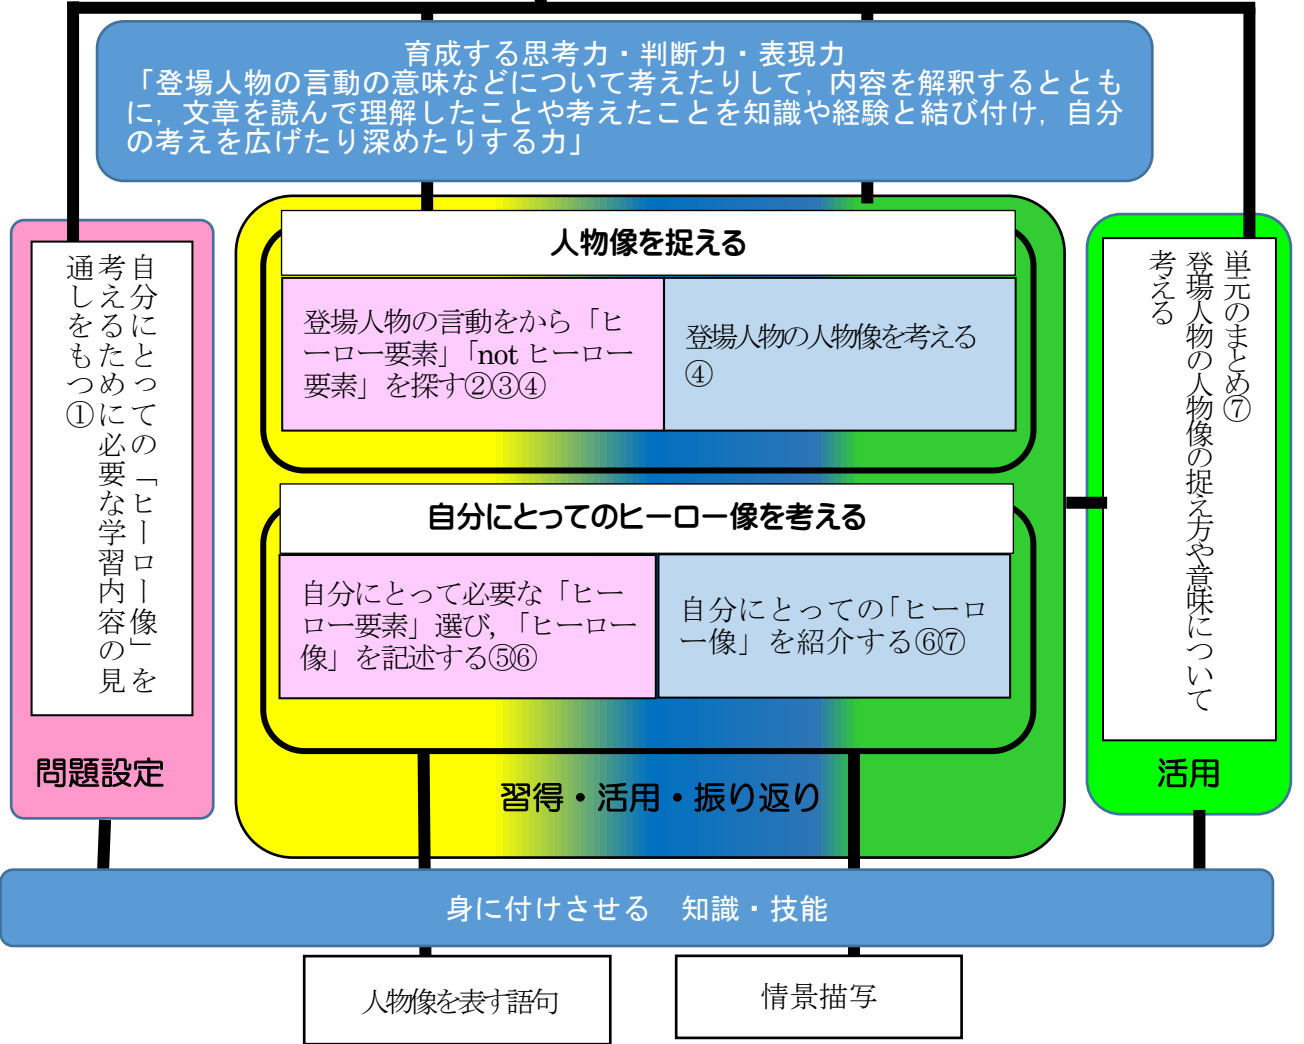 育成する思考力・判断力・表現力
「登場人物の言動の意味などについて考えたりして，内容を解釈するととも
に，文章を読んで理解したことや考えたことを知識や経験と結び付け，自分
の考えを広げたり深めたりする力」
自分にとっての「ヒーロー像」を
考えるために必要な学習内容の見
通しをもつ①
問題設定
人物像を捉える
登場人物の言動をから「ヒ
ーロー要素」「not ヒーロー
要素」を探す②③④
登場人物の人物像を考える
④
自分にとってのヒーロー像を考える
自分にとって必要な「ヒー
ロー要素」選び，「ヒーロー
像」を記述する⑤⑥
自分にとっての「ヒーロ
ー像」を紹介する⑥⑦
習得・活用・振り返り
単元のまとめ⑦
登場人物の人物像の捉え方や意味について
考える
活用
身に付けさせる　知識・技能
人物像を表す語句
情景描写